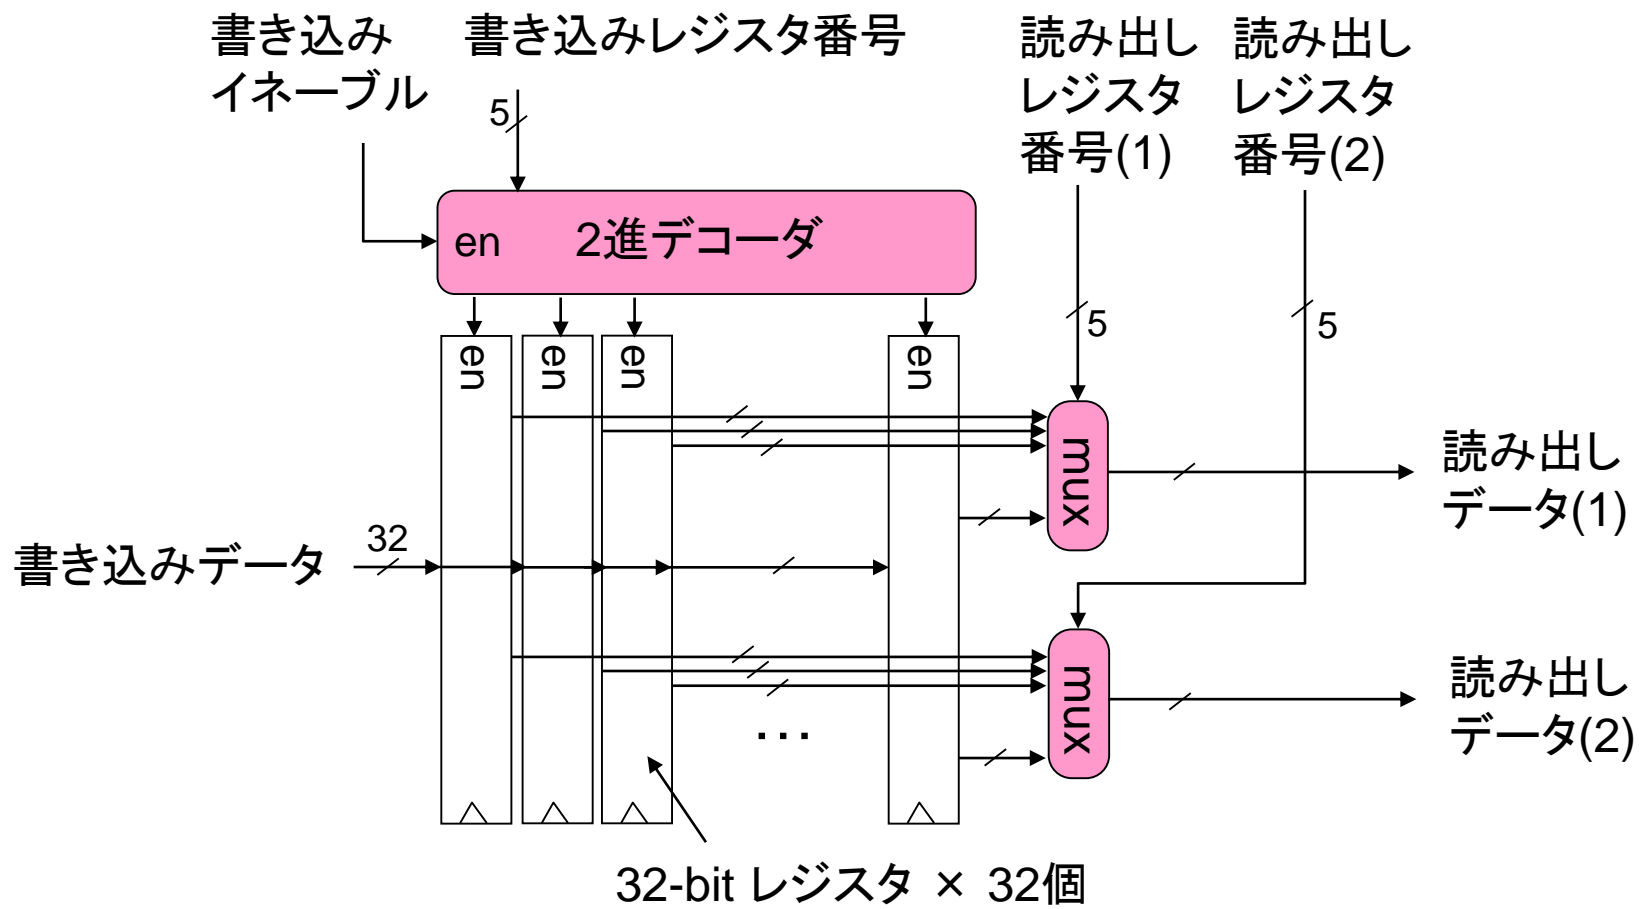 書き込み
イネーブル
書き込みレジスタ番号
読み出し
レジスタ
番号(1)
読み出し
レジスタ
番号(2)
5
en
2進デコーダ
5
5
en
en
en
en
mux
読み出し
データ(1)
32
書き込みデータ
mux
読み出し
データ(2)
...
32-bit レジスタ × 32個